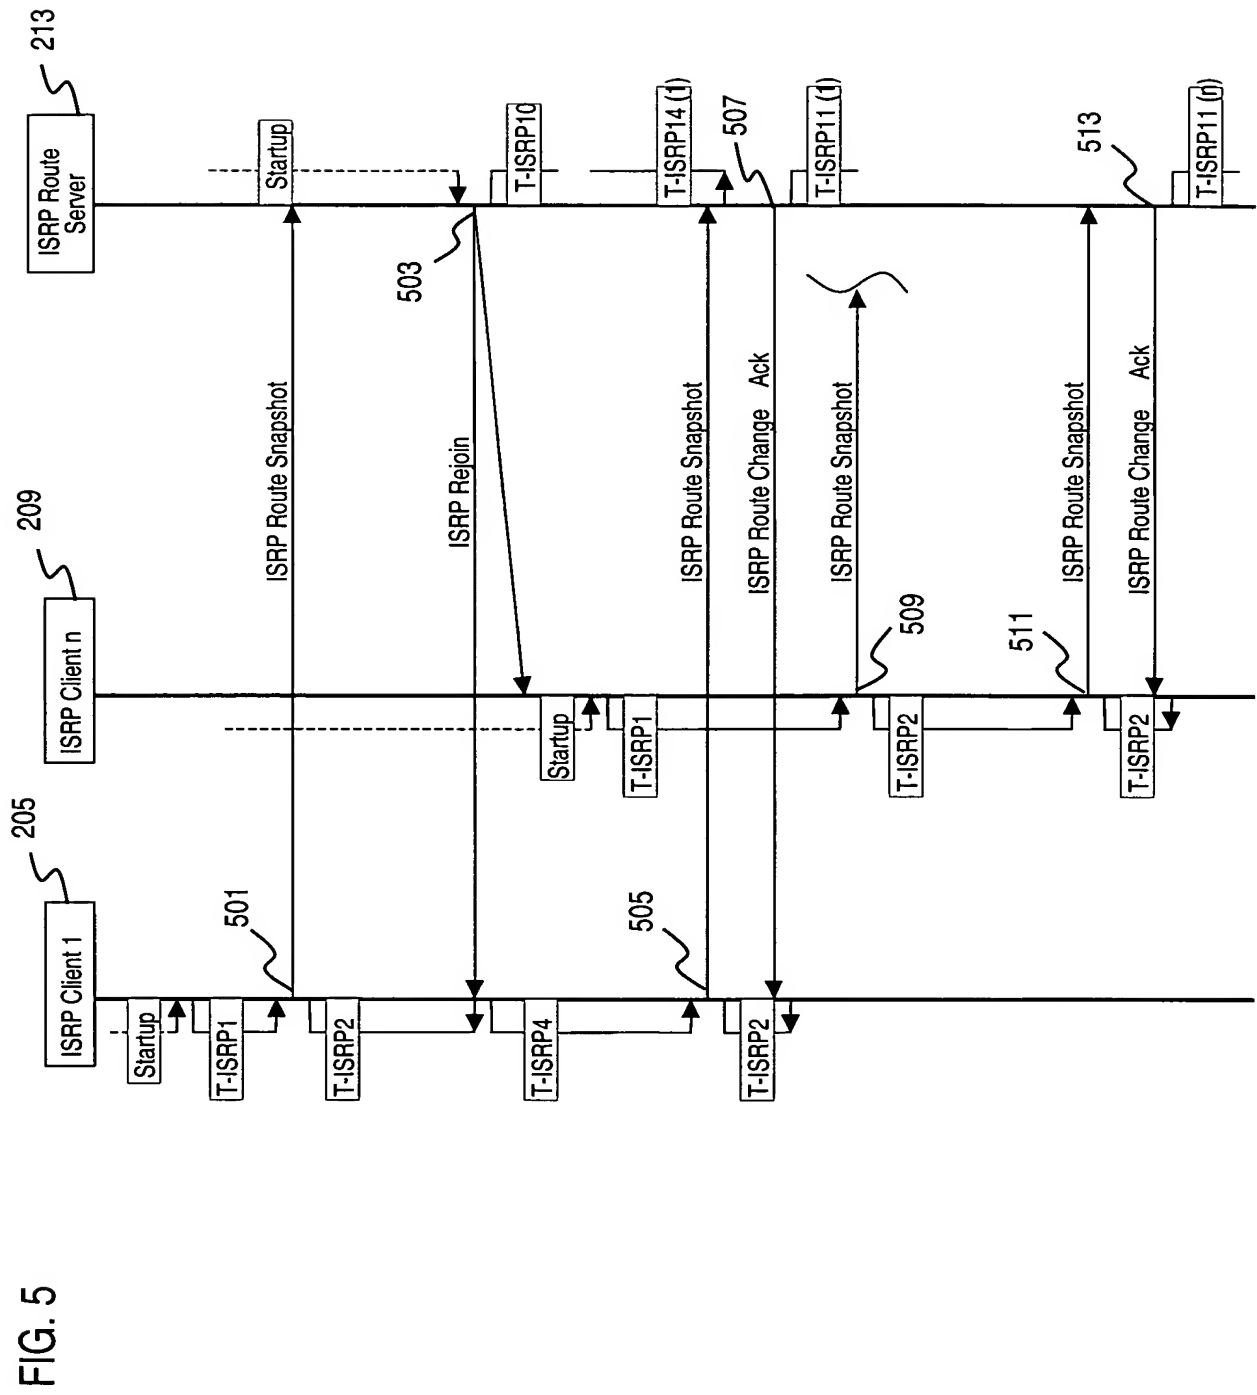 FIG. 5
ISRP Client 1
205
ISRP Client n
209
ISRP Route
Server
213
Startup
T-ISRP1
501
ISRP Route Snapshot
Startup
T-ISRP2
ISRP Rejoin
503
T-ISRP10
T-ISRP4
Startup
T-ISRP1
505
ISRP Route Snapshot
T-ISRP14 (1)
507
T-ISRP2
ISRP Route Change Ack
T-ISRP11 (1)
ISRP Route Snapshot
509
T-ISRP2
511
ISRP Route Snapshot
513
T-ISRP2
ISRP Route Change Ack
T-ISRP11 (n)